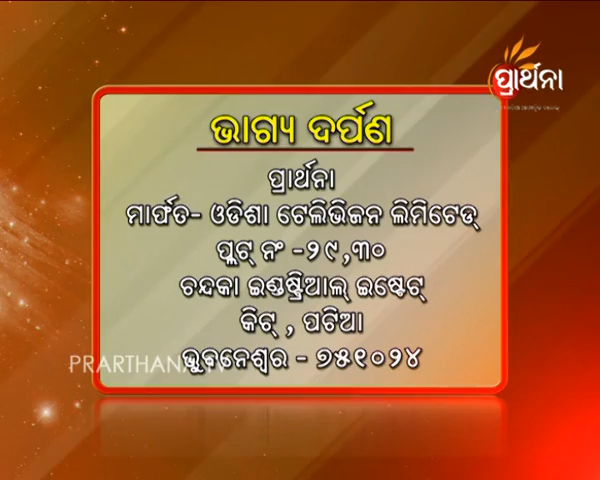 ପ୍ରାର୍ଥନା
ଭାଗ୍ୟ ଦର୍ପଣ
ପ୍ରାର୍ଥନା
ମାର୍ଫତ- ଓଡିଶା ଟେଲିଭିଜନ ଲିମିଟେଡ୍
ପ୍ଲଟ୍ ନଂ -୨୯,୩୦
ଚନ୍ଦକା ଇଣ୍ଡଷ୍ଟ୍ରିଆଲ୍ ଇଷ୍ଟେଟ୍
କିଟ୍ , ପଟିଆ
ଭୁବନେଶ୍ୱର - ୭୫୧୦୨୪
PRARTHANA TV